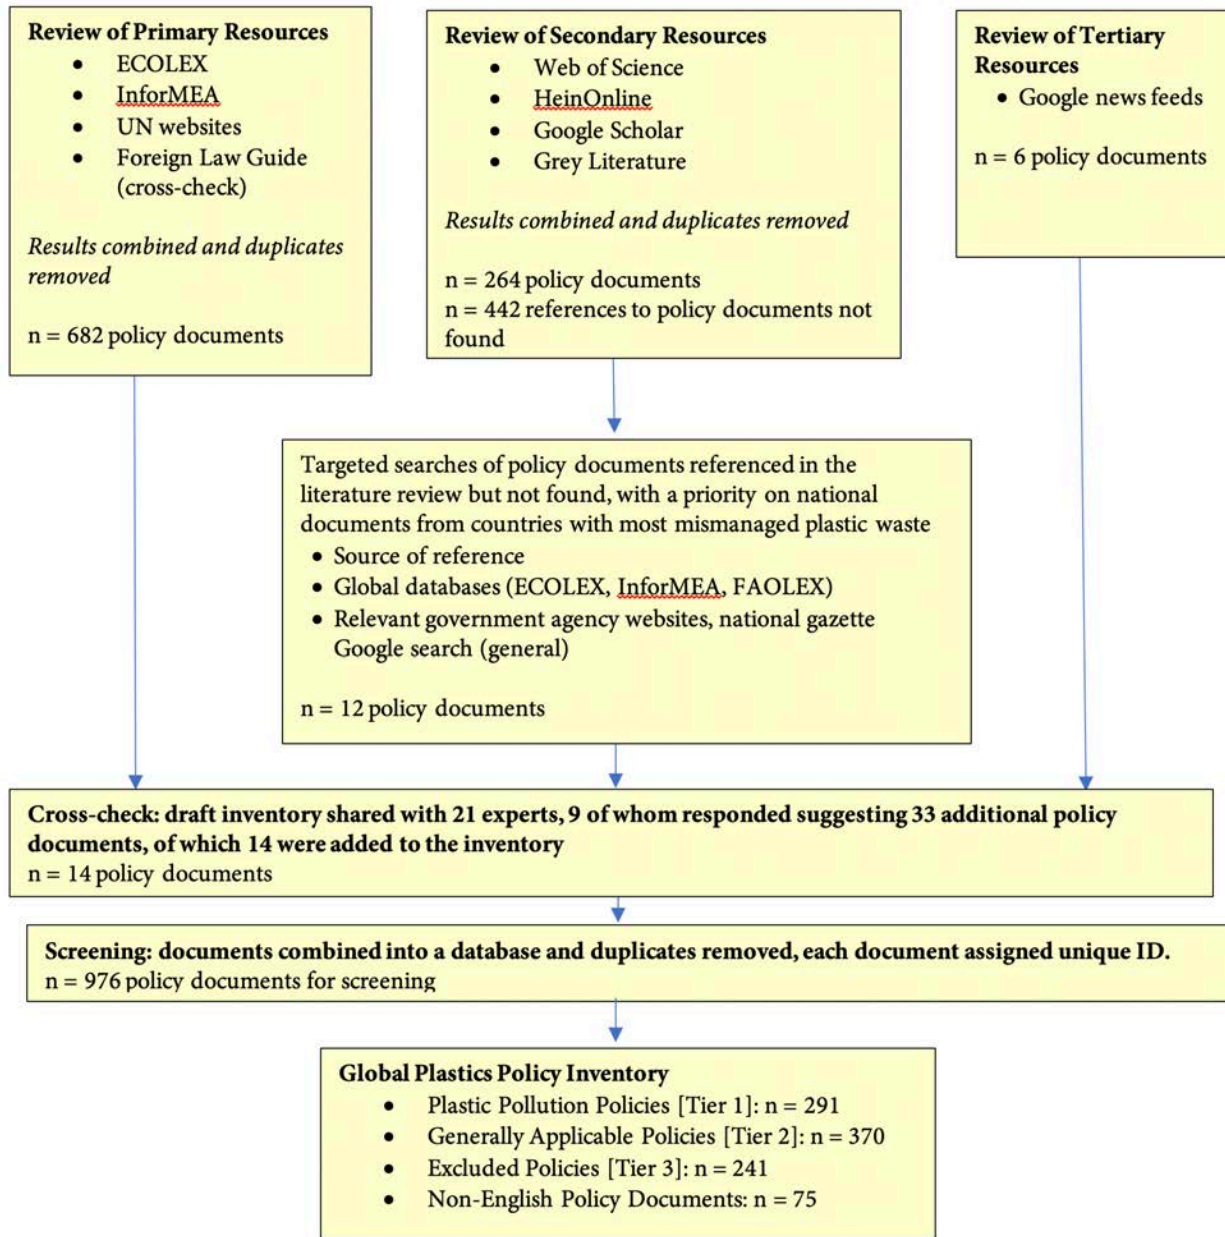 Review of Primary Resources
• ECOLEX
• InforMEA
• UN websites
• Foreign Law Guide
(cross-check)
Results combined and duplicates
removed
n = 682 policy documents
Review of Secondary Resources
• Web of Science
• HeinOnline
• Google Scholar
• Grey Literature
Results combined and duplicates removed
n = 264 policy documents
n = 442 references to policy documents not
found
Review of Tertiary
Resources
• Google news feeds
n = 6 policy documents
Targeted searches of policy documents referenced in the
literature review but not found, with a priority on national
documents from countries with most mismanaged plastic waste
• Source of reference
• Global databases (ECOLEX, InforMEA, FAOLEX)
• Relevant government agency websites, national gazette
Google search (general)
n = 12 policy documents
Cross-check: draft inventory shared with 21 experts, 9 of whom responded suggesting 33 additional policy
documents, of which 14 were added to the inventory
n = 14 policy documents
Screening: documents combined into a database and duplicates removed, each document assigned unique ID.
n = 976 policy documents for screening
Global Plastics Policy Inventory
• Plastic Pollution Policies [Tier 1]: n = 291
• Generally Applicable Policies [Tier 2]: n = 370
• Excluded Policies [Tier 3]: n = 241
• Non-English Policy Documents: n = 75